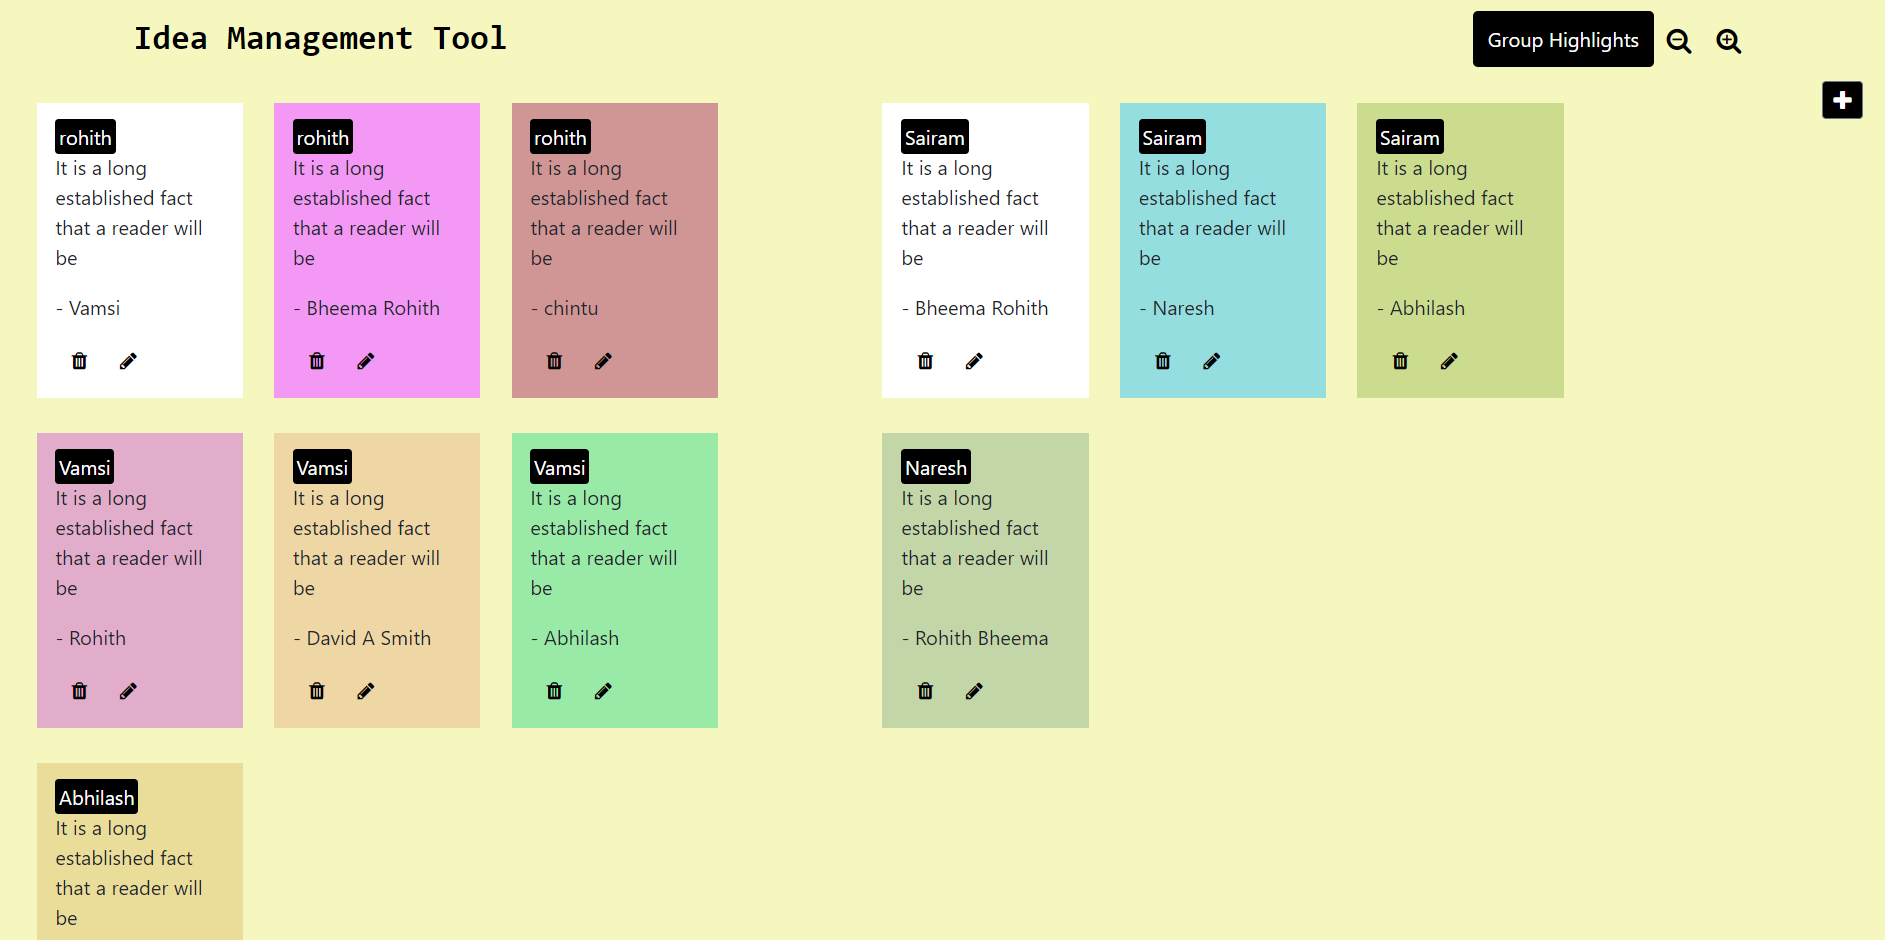 Idea Management Tool
Group Highlights
rohith
It is a long
established fact
that a reader will
be
- Vamsi
rohith
It is a long
established fact
that a reader will
be
- Bheema Rohith
rohith
It is a long
established fact
that a reader will
be
- chintu
Sairam
It is a long
established fact
that a reader will
be
- Bheema Rohith
Sairam
It is a long
established fact
that a reader will
be
- Naresh
Sairam
It is a long
established fact
that a reader will
be
- Abhilash
Vamsi
It is a long
established fact
that a reader will
be
- Rohith
Vamsi
It is a long
established fact
that a reader will
be
- David A Smith
Vamsi
It is a long
established fact
that a reader will
be
- Abhilash
Naresh
It is a long
established fact
that a reader will
be
- Rohith Bheema
Abhilash
It is a long
established fact
that a reader will
be